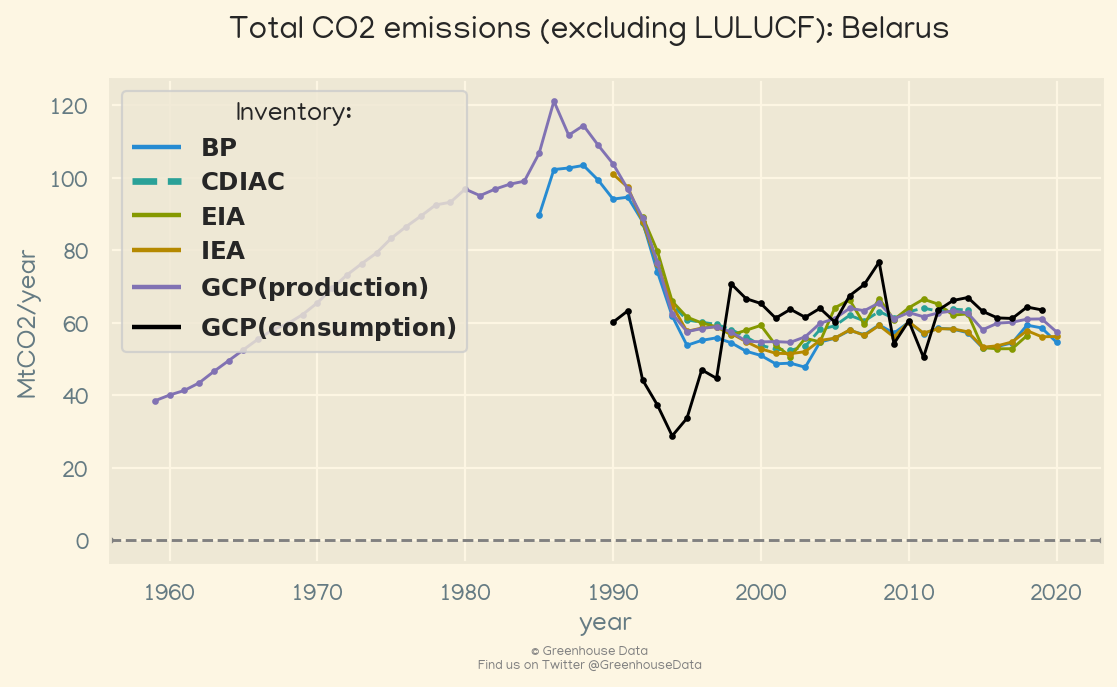 Total CO2 emissions (excluding LULUCF): Belarus
Inventory:
BP
CDIAC
EIA
IEA
GCP(production)
GCP(consumption)
MtCO2/year
120
100
80
60
40
20
0
1960 1970 1980 1990 2000 2010 2020
year
© Greenhouse Data
Find us on Twitter @GreenhouseData